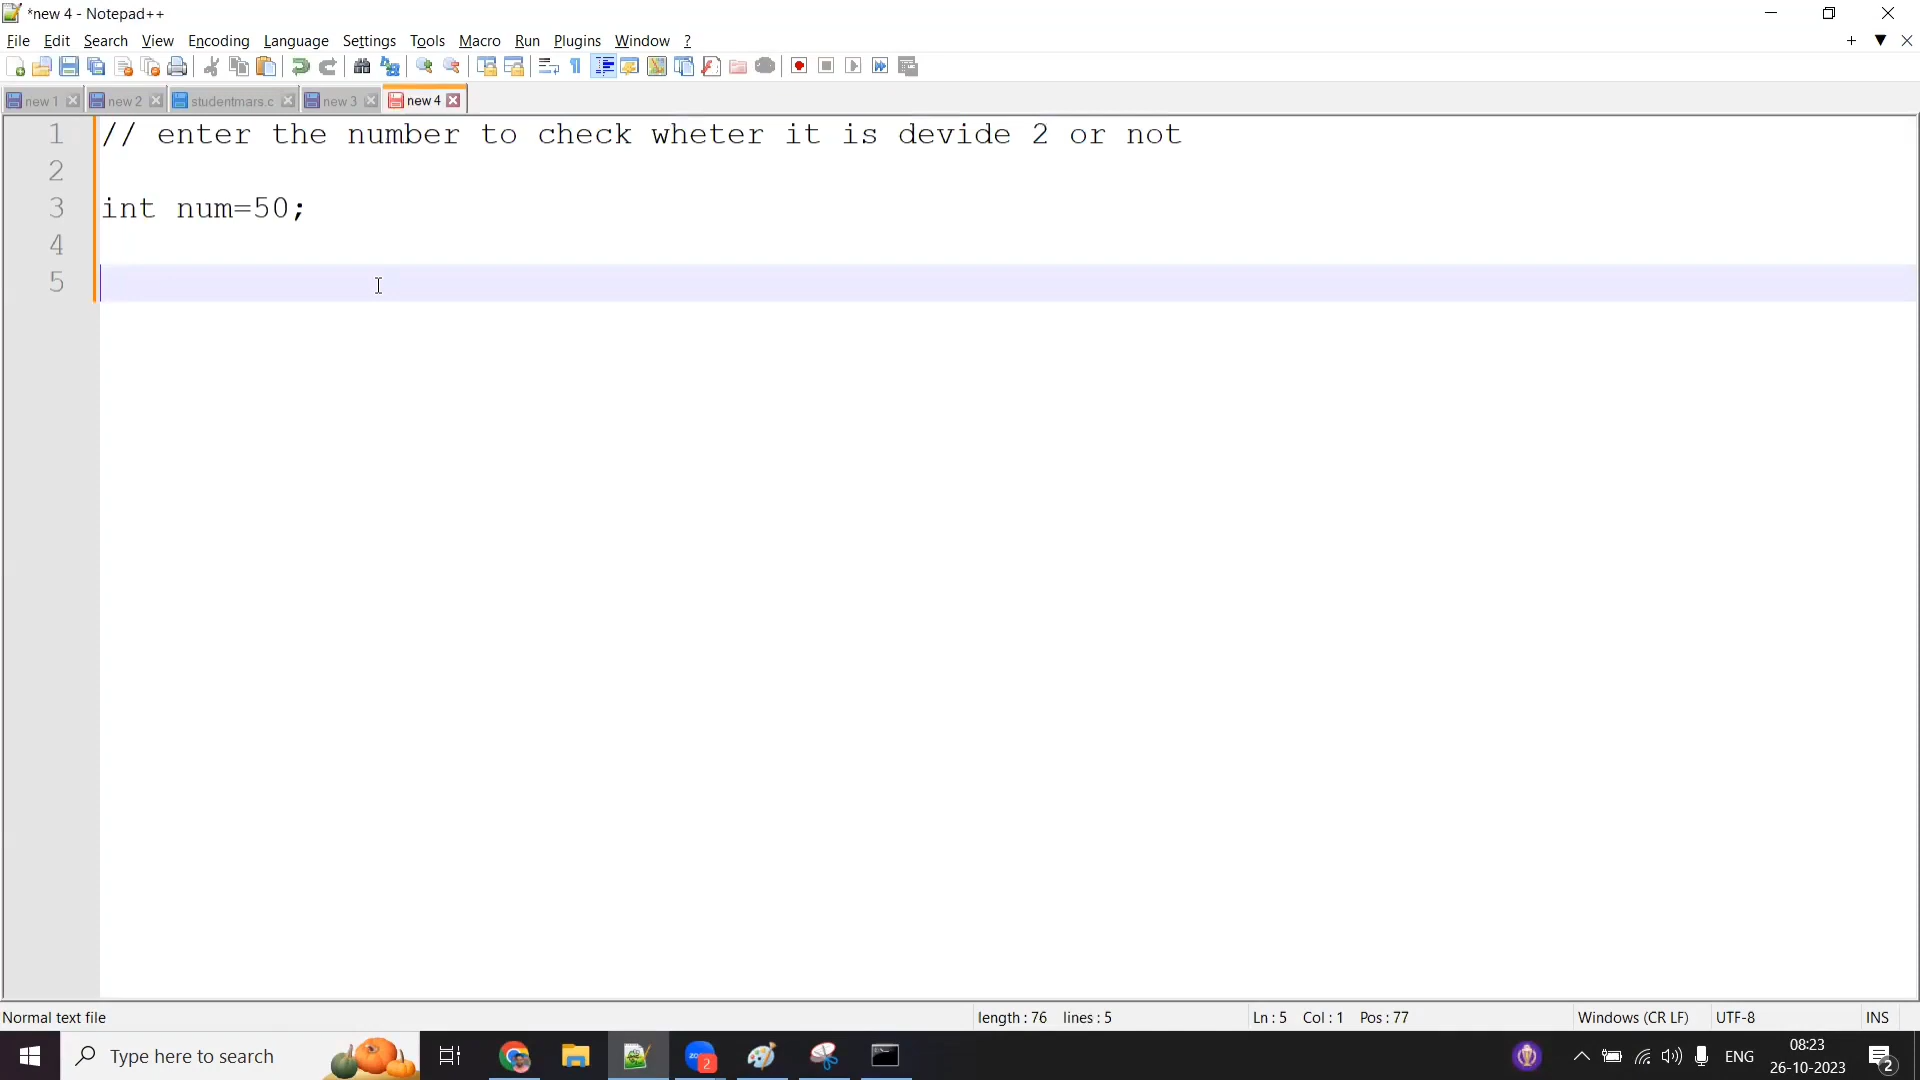 *new 4 - Notepad++
File Edit Search View Encoding Language Settings Tools Macro Run Plugins Window ?
new 1 new 2 studentmars.c new 3 new 4
1 // enter the number to check wheter it is devide 2 or not
2
3 int num=50;
4
5
Normal text file length : 76 lines : 5 Ln : 5 Col : 1 Pos : 77 Windows (CR LF) UTF-8 INS
Type here to search 2 ENG 08:23
26-10-2023 2